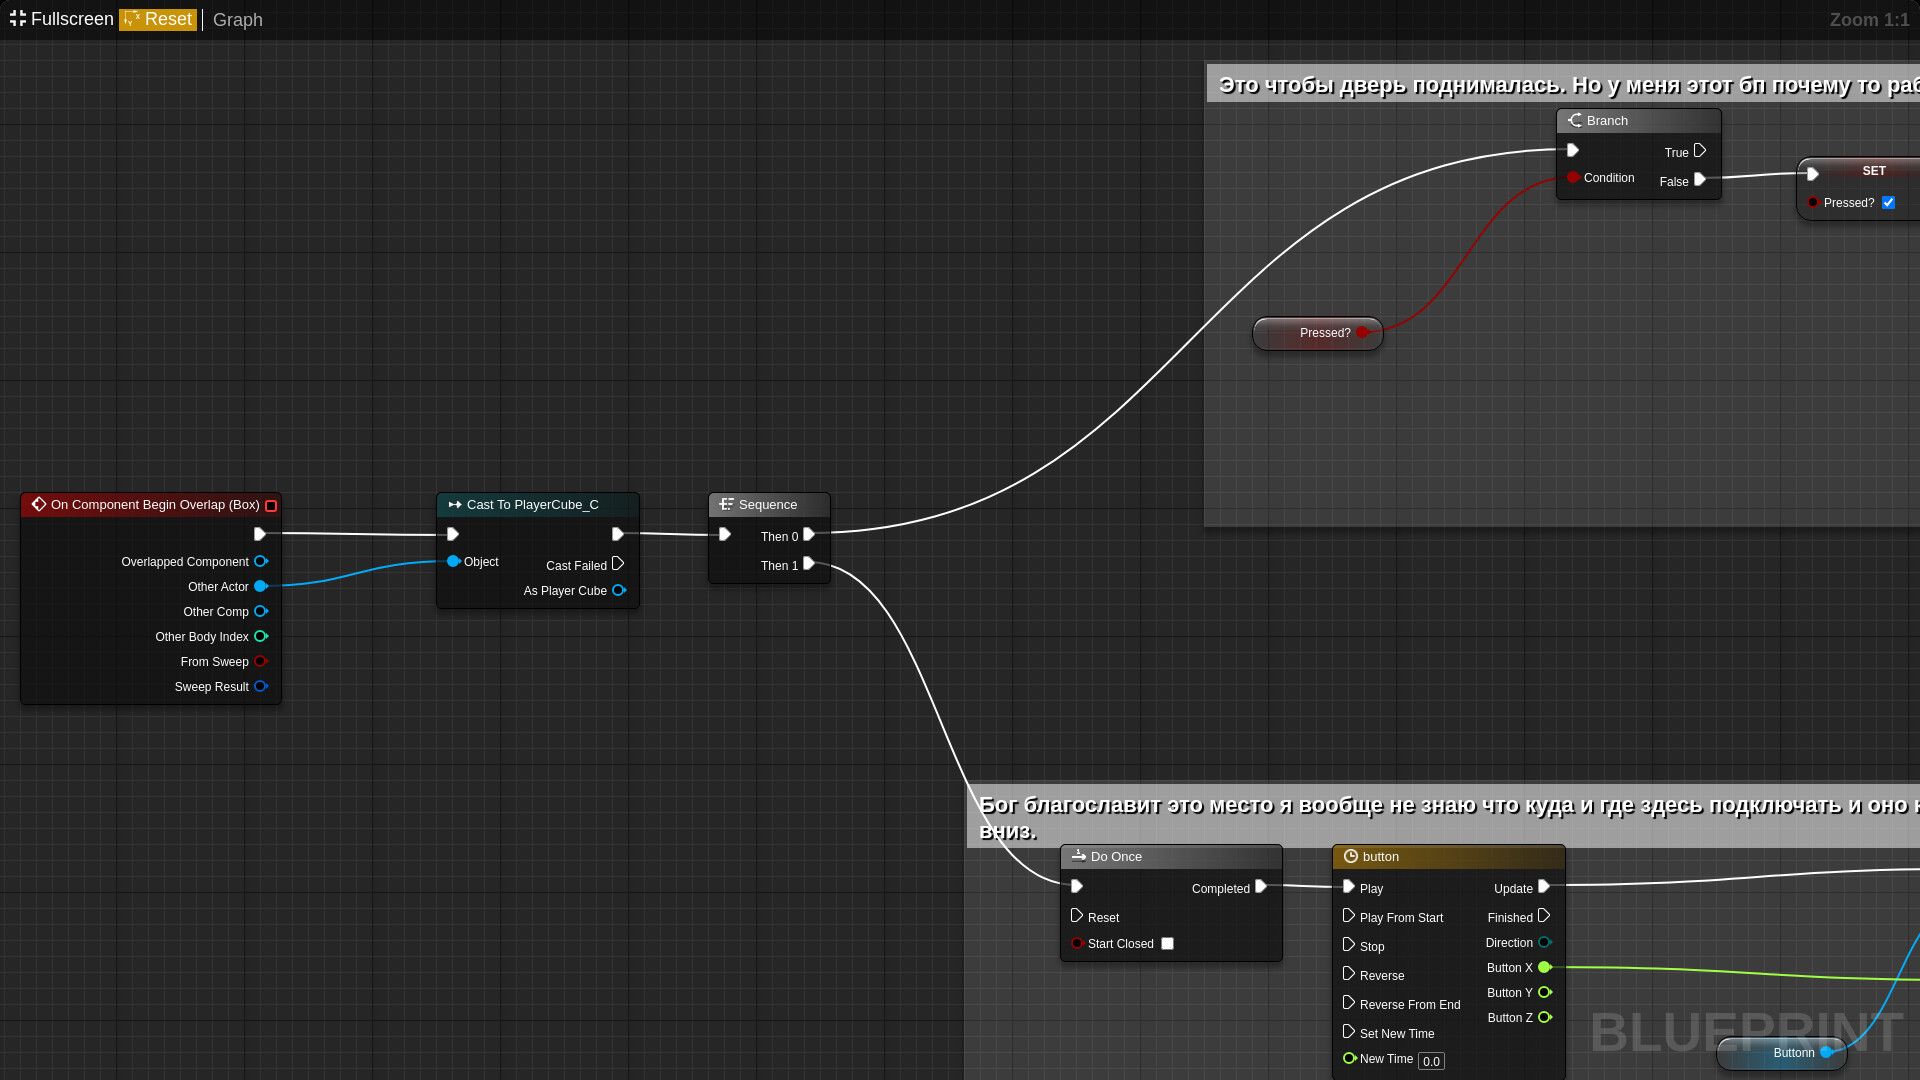 Fullscreen Reset Graph Zoom 1:1
Это чтобы дверь поднималась. Но у меня этот бп почему то
Branch
True
Condition
False
SET
Pressed?
Pressed?
On Component Begin Overlap (Box)
Overlapped Component
Other Actor
Other Comp
Other Body Index
From Sweep
Sweep Result
Cast To PlayerCube_C
Object
Cast Failed
As Player Cube
Sequence
Then 0
Then 1
Бог благославит это место я вообще не знаю что куда и где здесь подключать и оно
вниз.
Do Once
Completed
Reset
Start Closed
button
Play Update
Play From Start Finished
Stop Direction
Reverse Button X
Reverse From End Button Y
Set New Time Button Z
New Time 0.0
Buttonn
BLUEPRINT